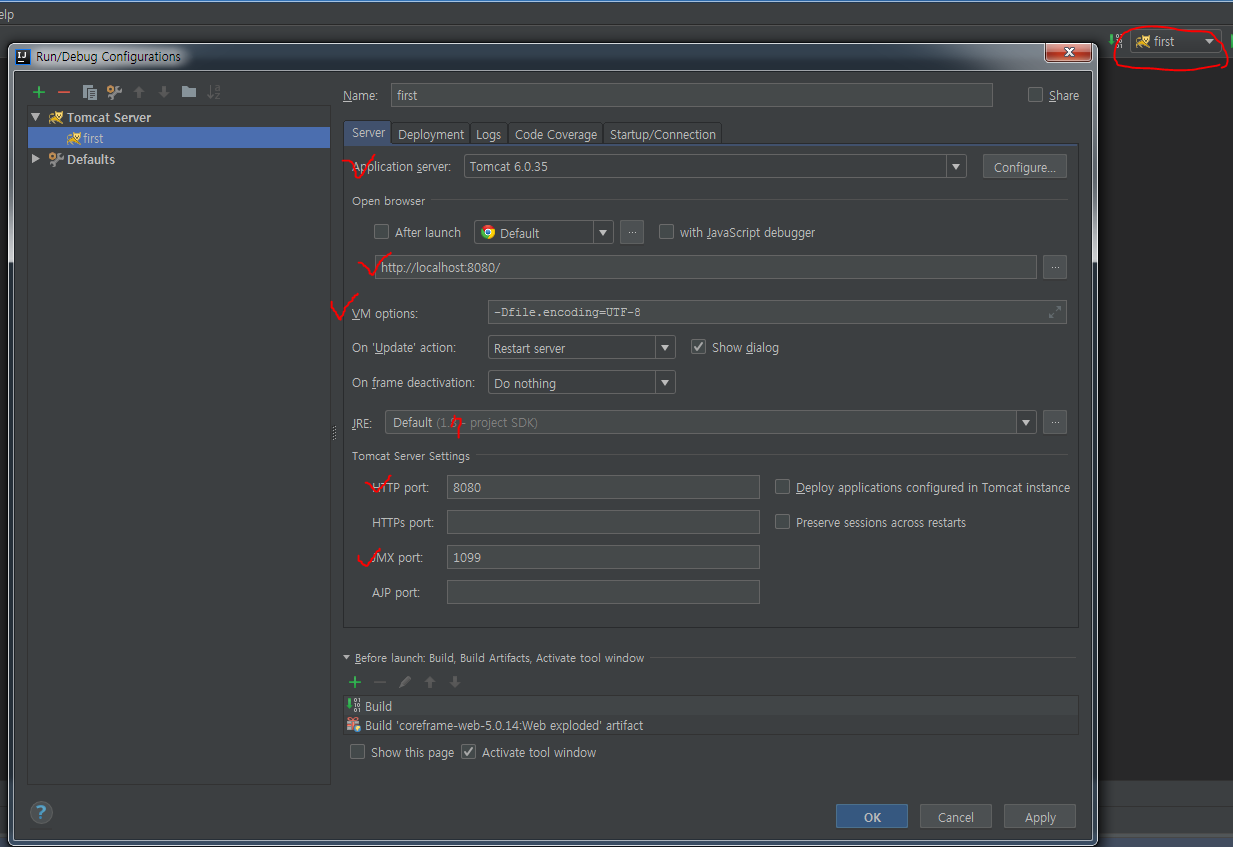 elp
Run/Debug Configurations
first
Name: first
Share
Tomcat Server
first
Defaults
Server Deployment Logs Code Coverage Startup/Connection
Application server: Tomcat 6.0.35 Configure...
Open browser
After launch Default ... with JavaScript debugger
http://localhost:8080/ ...
VM options: -Dfile.encoding=UTF-8
On 'Update' action: Restart server Show dialog
On frame deactivation: Do nothing
JRE: Default - project SDK) ...
Tomcat Server Settings
HTTP port: 8080 Deploy applications configured in Tomcat instance
HTTPs port: Preserve sessions across restarts
JMX port: 1099
AJP port:
Before launch: Build, Build Artifacts, Activate tool window
Build
Build 'coreframe-web-5.0.14:Web exploded' artifact
Show this page Activate tool window
?
OK Cancel Apply